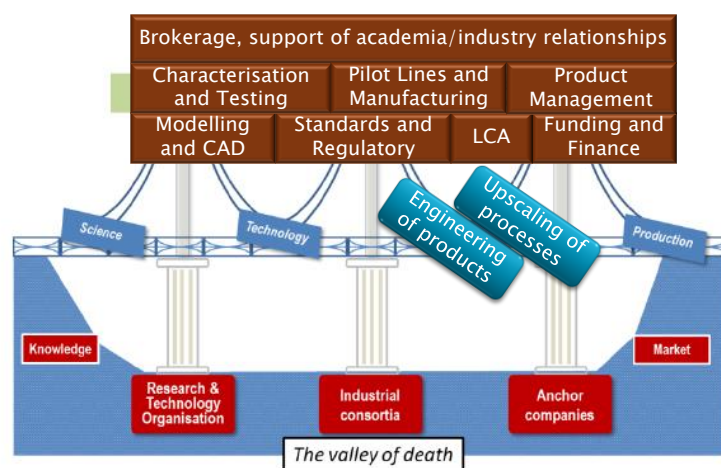 Brokerage, support of academia/industry relationships
Characterisation
and Testing
Pilot Lines and
Manufacturing
Product
Management
Modelling
and CAD
Standards and
Regulatory
LCA
Funding and
Finance
Science
Technology
Engineering
of products
Upscaling of
processes
Production
Knowledge
Market
Research &
Technology
Organisation
Industrial
consortia
Anchor
companies
The valley of death